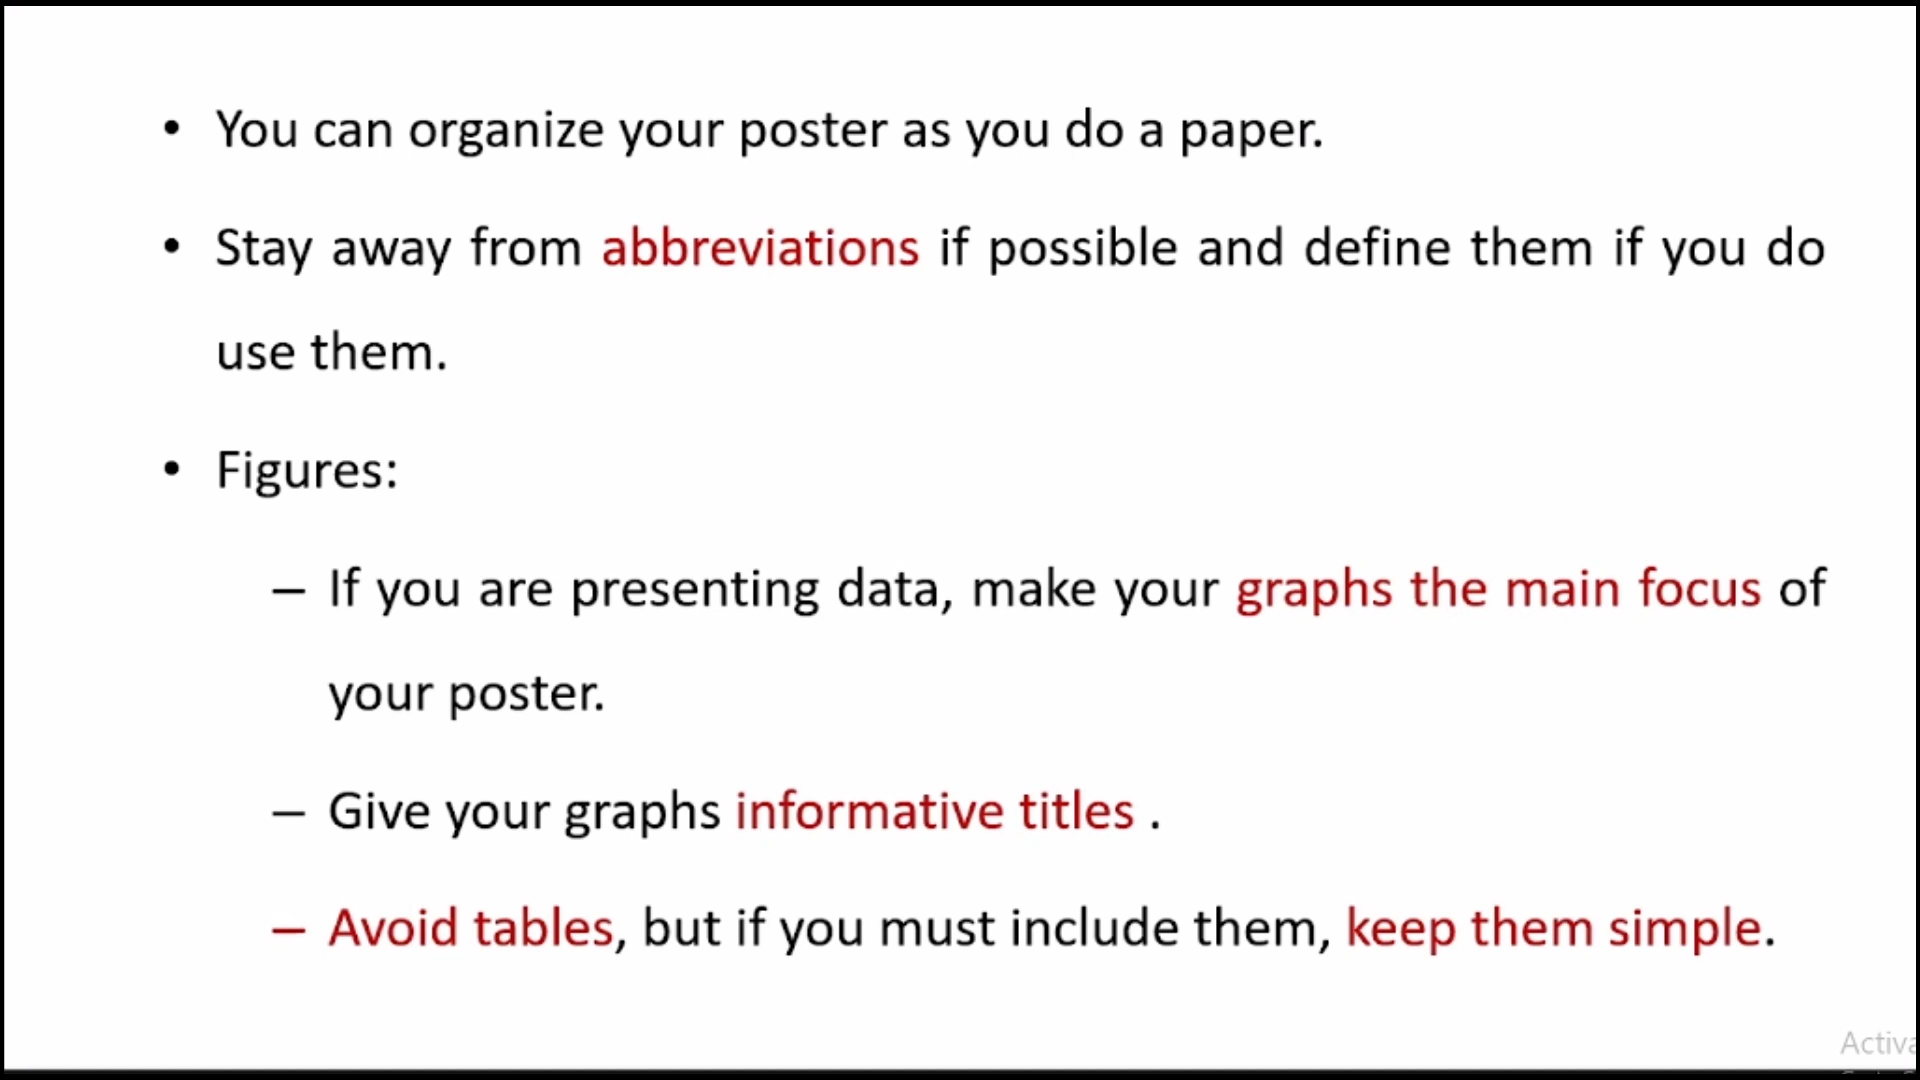 • You can organize your poster as you do a paper.
• Stay away from abbreviations if possible and define them if you do
use them.
• Figures:
– If you are presenting data, make your graphs the main focus of
your poster.
– Give your graphs informative titles .
– Avoid tables, but if you must include them, keep them simple.